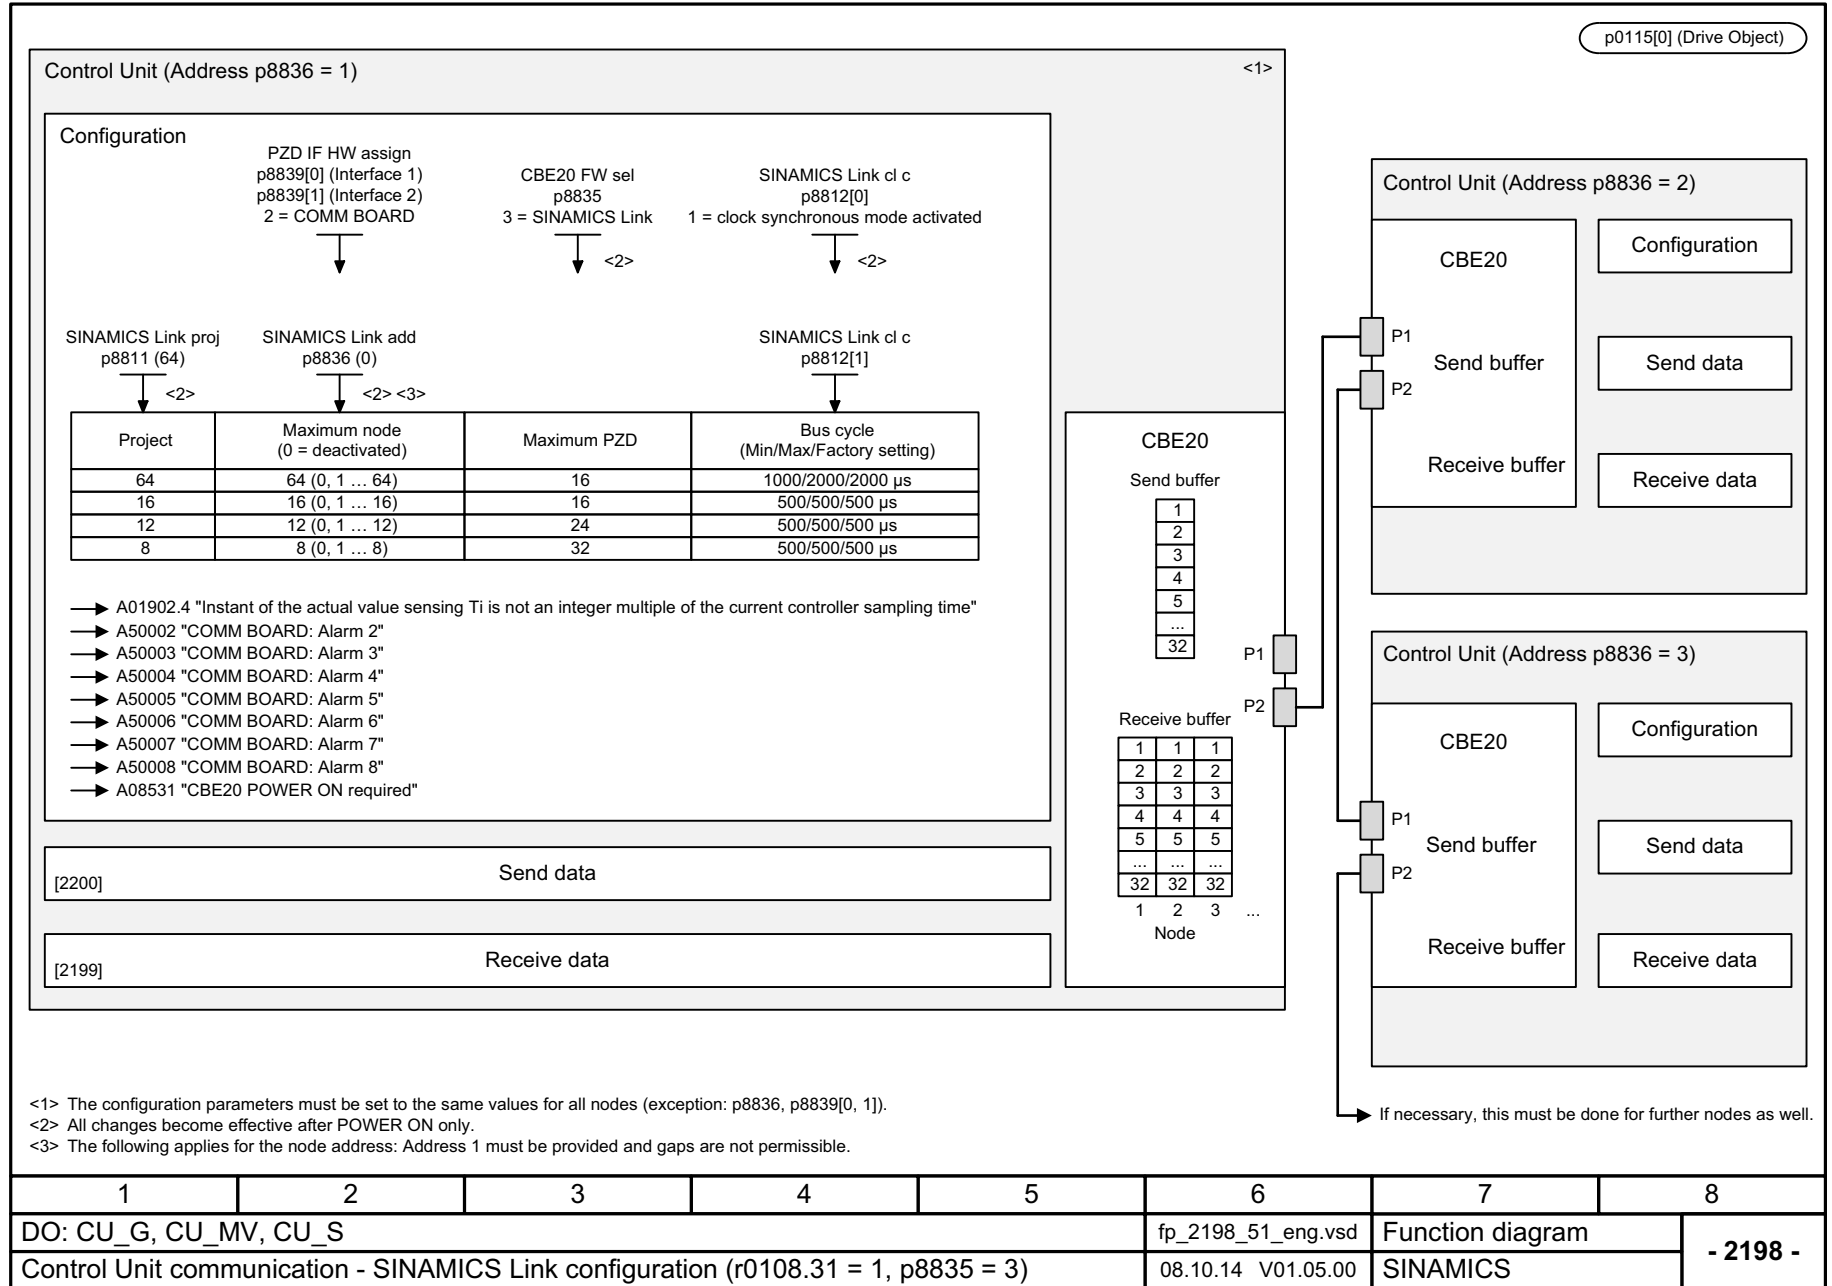 p0115[0] (Drive Object)
Control Unit (Address p8836 = 1)
<1>
Configuration
PZD IF HW assign
p8839[0] (Interface 1)
p8839[1] (Interface 2)
2 = COMM BOARD
CBE20 FW sel
p8835
3 = SINAMICS Link
<2>
SINAMICS Link cl c
p8812[0]
1 = clock synchronous mode activated
<2>
SINAMICS Link proj
p8811 (64)
<2>
SINAMICS Link add
p8836 (0)
<2> <3>
SINAMICS Link cl c
p8812[1]
Project
Maximum node
(0 = deactivated)
Maximum PZD
Bus cycle
(Min/Max/Factory setting)
64 64 (0, 1 … 64) 16 1000/2000/2000 µs
16 16 (0, 1 … 16) 16 500/500/500 µs
12 12 (0, 1 … 12) 24 500/500/500 µs
8 8 (0, 1 … 8) 32 500/500/500 µs
A01902.4 "Instant of the actual value sensing Ti is not an integer multiple of the current controller sampling time"
A50002 "COMM BOARD: Alarm 2"
A50003 "COMM BOARD: Alarm 3"
A50004 "COMM BOARD: Alarm 4"
A50005 "COMM BOARD: Alarm 5"
A50006 "COMM BOARD: Alarm 6"
A50007 "COMM BOARD: Alarm 7"
A50008 "COMM BOARD: Alarm 8"
A08531 "CBE20 POWER ON required"
[2200]
Send data
[2199]
Receive data
CBE20
Send buffer
1
2
3
4
5
...
32
P1
P2
Receive buffer
1 1 1
2 2 2
3 3 3
4 4 4
5 5 5
... ... ...
32 32 32
1 2 3 ...
Node
Control Unit (Address p8836 = 2)
CBE20
Configuration
P1
Send buffer
Send data
P2
Receive buffer
Receive data
Control Unit (Address p8836 = 3)
CBE20
Configuration
P1
Send buffer
Send data
P2
Receive buffer
Receive data
If necessary, this must be done for further nodes as well.
<1> The configuration parameters must be set to the same values for all nodes (exception: p8836, p8839[0, 1]).
<2> All changes become effective after POWER ON only.
<3> The following applies for the node address: Address 1 must be provided and gaps are not permissible.
1 2 3 4 5 6 7 8
DO: CU_G, CU_MV, CU_S
fp_2198_51_eng.vsd
Function diagram
- 2198 -
Control Unit communication - SINAMICS Link configuration (r0108.31 = 1, p8835 = 3)
08.10.14 V01.05.00
SINAMICS